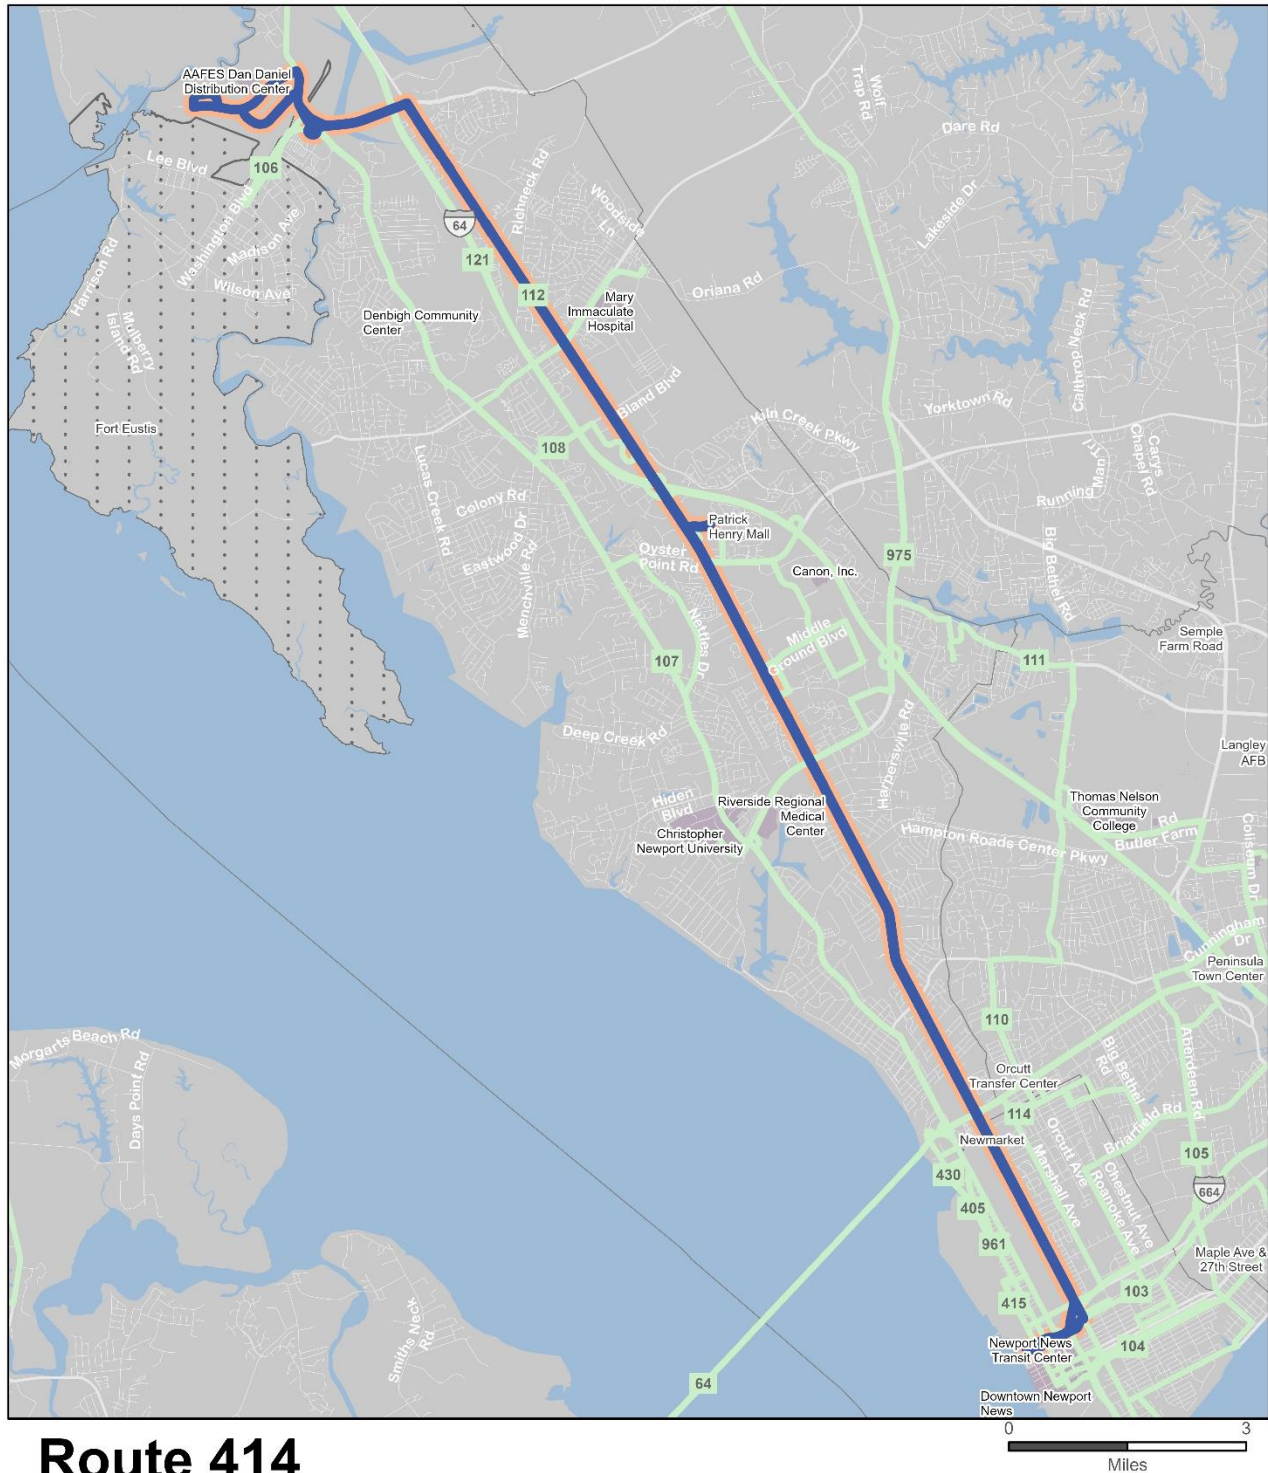 AAFES Dan Daniel
Distribution Center
Wolf
Trap Rd
Dare Rd
Lee Blvd
106
Richneck Rd
Woodside
Ln
Lakeside Dr
Washington Blvd
Madison Ave
64
Harrison Rd
121
Wilson Ave
112
Oriana Rd
Mary
Immaculate
Hospital
Mulberry
Island Rd
Denbigh Community
Center
Calthrop Neck Rd
Bland Blvd
Yorktown Rd
Kiln Creek Pkwy
Fort Eustis
108
Carys
Chapel Rd
Lucas Creek Rd
Running Man Trl
Colony Rd
Patrick
Henry Mall
Eastwood Dr
Menchville Rd
Oyster
Point Rd
975
Big Bethel Rd
Canon, Inc.
Nettles Dr
Middle
Ground Blvd
Semple
Farm Road
107
111
Deep Creek Rd
Harpersville Rd
Langley
AFB
Hiden
Blvd
Riverside Regional
Medical
Center
Thomas Nelson
Community
College
Christopher
Newport University
Hampton Roads Center Pkwy
Butler Farm
Rd
Coliseum Dr
Cunningham
Dr
Peninsula
Town Center
110
Morgarts Beach Rd
Days Point Rd
Orcutt
Transfer Center
Big Bethel
Rd
Aberdeen Rd
114
Newmarket
Briarfield Rd
Orcutt Ave
Marshall Ave
105
430
Chestnut Ave
Roanoke Ave
664
405
961
Maple Ave &
27th Street
415
103
Smiths Neck
Rd
Newport News
Transit Center
104
64
Downtown Newport
News
0 3
Miles
Route 414